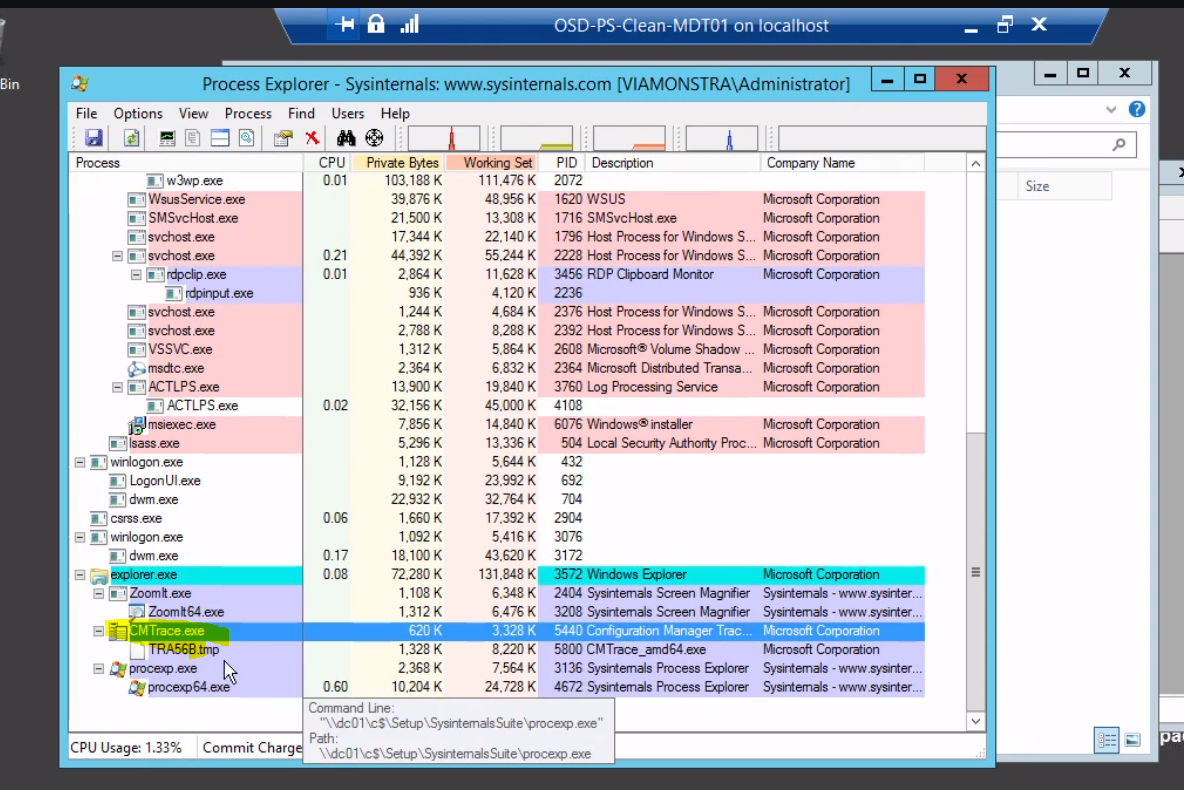 OSD-PS-Clean-MDT01 on localhost
Bin
Process Explorer - Sysinternals: www.sysinternals.com [VIAMONSTRA\Administrator]
File Options View Process Find Users Help
Process CPU Private Bytes Working Set PID Description Company Name
Size
w3wp.exe 0.01 103,188 K 111,476 K 2072
WsusService.exe 39,876 K 48,956 K 1620 WSUS Microsoft Corporation
SMSvcHost.exe 21,500 K 13,308 K 1716 SMSvcHost.exe Microsoft Corporation
svchost.exe 17,344 K 22,140 K 1796 Host Process for Windows S... Microsoft Corporation
svchost.exe 0.21 44,392 K 55,244 K 2228 Host Process for Windows S... Microsoft Corporation
rdpclip.exe 0.01 2,864 K 11,628 K 3456 RDP Clipboard Monitor Microsoft Corporation
rdpinput.exe 936 K 4,120 K 2236
svchost.exe 1,244 K 4,684 K 2376 Host Process for Windows S... Microsoft Corporation
svchost.exe 2,788 K 8,288 K 2392 Host Process for Windows S... Microsoft Corporation
VSSVC.exe 1,312 K 5,864 K 2608 Microsoft® Volume Shadow ... Microsoft Corporation
msdtc.exe 2,364 K 6,832 K 2364 Microsoft Distributed Transa... Microsoft Corporation
ACTLPS.exe 13,900 K 19,840 K 3760 Log Processing Service Microsoft Corporation
ACTLPS.exe 0.02 32,156 K 45,000 K 4108
msiexec.exe 7,856 K 14,840 K 6076 Windows® installer Microsoft Corporation
lsass.exe 5,296 K 13,336 K 504 Local Security Authority Proc... Microsoft Corporation
winlogon.exe 1,128 K 5,644 K 432
LogonUI.exe 9,192 K 23,992 K 692
dwm.exe 22,932 K 32,764 K 704
csrss.exe 0.06 1,660 K 17,392 K 2904
winlogon.exe 1,092 K 5,416 K 3076
dwm.exe 0.17 18,100 K 43,620 K 3172
explorer.exe 0.08 72,280 K 131,848 K 3572 Windows Explorer Microsoft Corporation
ZoomIt.exe 1,108 K 6,348 K 2404 Sysinternals Screen Magnifier Sysinternals - www.sysinter...
ZoomIt64.exe 1,312 K 6,476 K 3208 Sysinternals Screen Magnifier Sysinternals - www.sysinter...
CMTrace.exe 620 K 3,328 K 5440 Configuration Manager Trac... Microsoft Corporation
TRA56B.tmp 1,328 K 8,220 K 5800 CMTrace_amd64.exe Microsoft Corporation
procexp.exe 2,368 K 7,564 K 3136 Sysinternals Process Explorer Sysinternals - www.sysinter...
procexp64.exe 0.60 10,204 K 24,728 K 4672 Sysinternals Process Explorer Sysinternals - www.sysinter...
Command Line:
"\\dc01\c$\Setup\SysinternalsSuite\procexp.exe"
Path:
\\dc01\c$\Setup\SysinternalsSuite\procexp.exe
CPU Usage: 1.33% Commit Charge